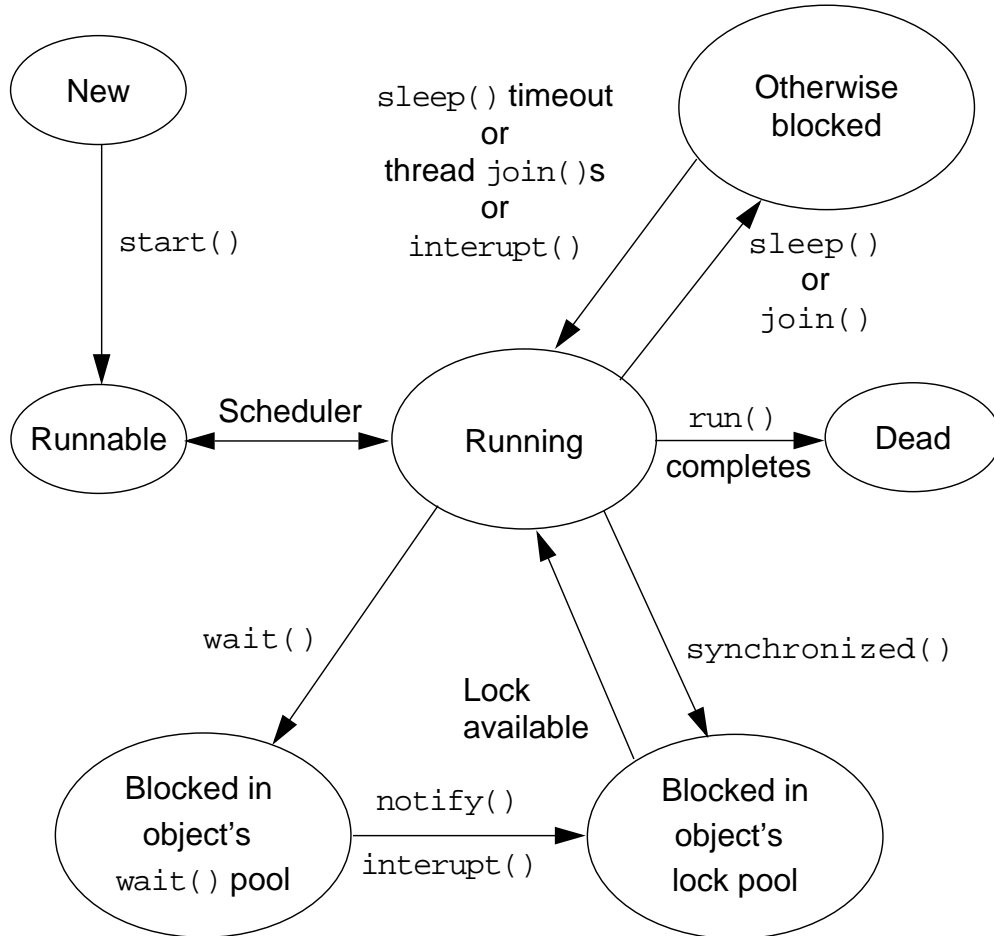 New
Otherwise
blocked
sleep() timeout
or
thread join()s
or
interupt()
start()
sleep()
or
join()
Runnable
Scheduler
Running
run()
completes
Dead
wait()
synchronized()
Lock
available
Blocked in
object's
wait() pool
notify()
interupt()
Blocked in
object's
lock pool